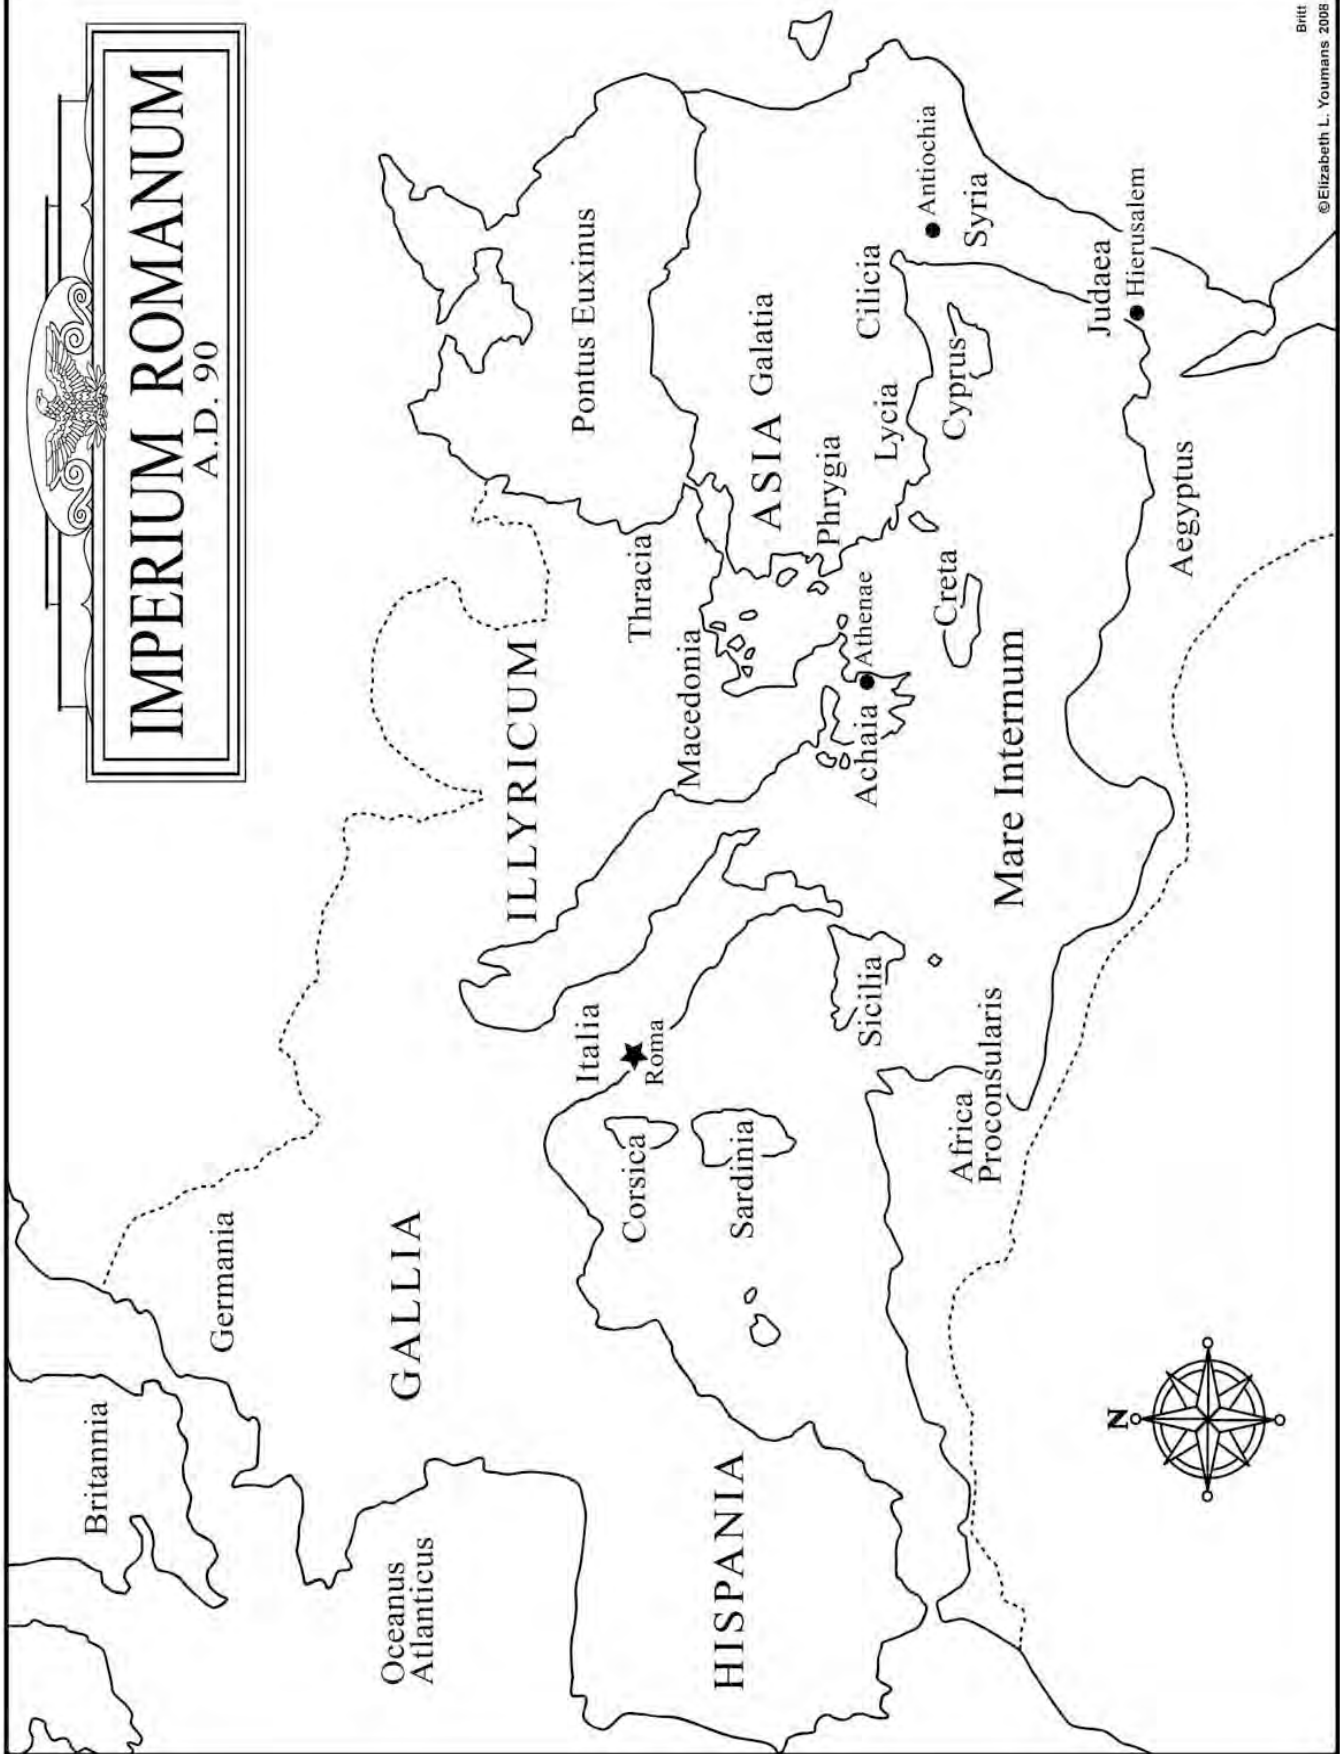 IMPERIUM ROMANUM
A.D. 90
Britannia
Germania
GALLIA
Oceanus
Atlanticus
ILLYRICUM
Pontus Euxinus
Italia
Roma
Thracia
Macedonia
Corsica
Sardinia
HISPANIA
ASIA
Galatia
Phrygia
Lycia
Cilicia
Antiochia
Syria
Athenae
Achaia
Sicilia
Creta
Cyprus
Mare Internum
Africa
Proconsularis
Judaea
Hierusalem
Aegyptus
N
Britt
©Elizabeth L. Youmans 2008